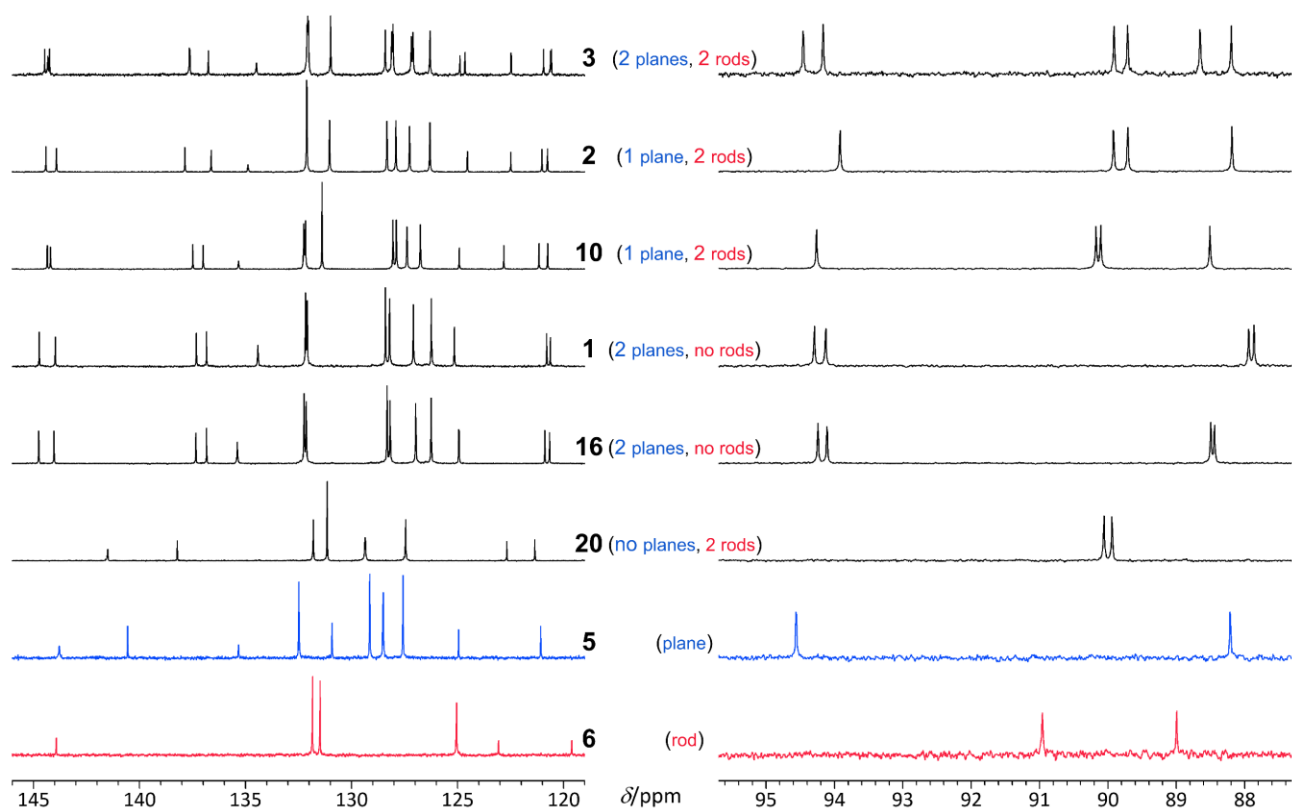 3 (2 planes, 2 rods)
2 (1 plane, 2 rods)
10 (1 plane, 2 rods)
1 (2 planes, no rods)
16 (2 planes, no rods)
20 (no planes, 2 rods)
5 (plane)
6 (rod)
145 140 135 130 125 120 δ/ppm 95 94 93 92 91 90 89 88